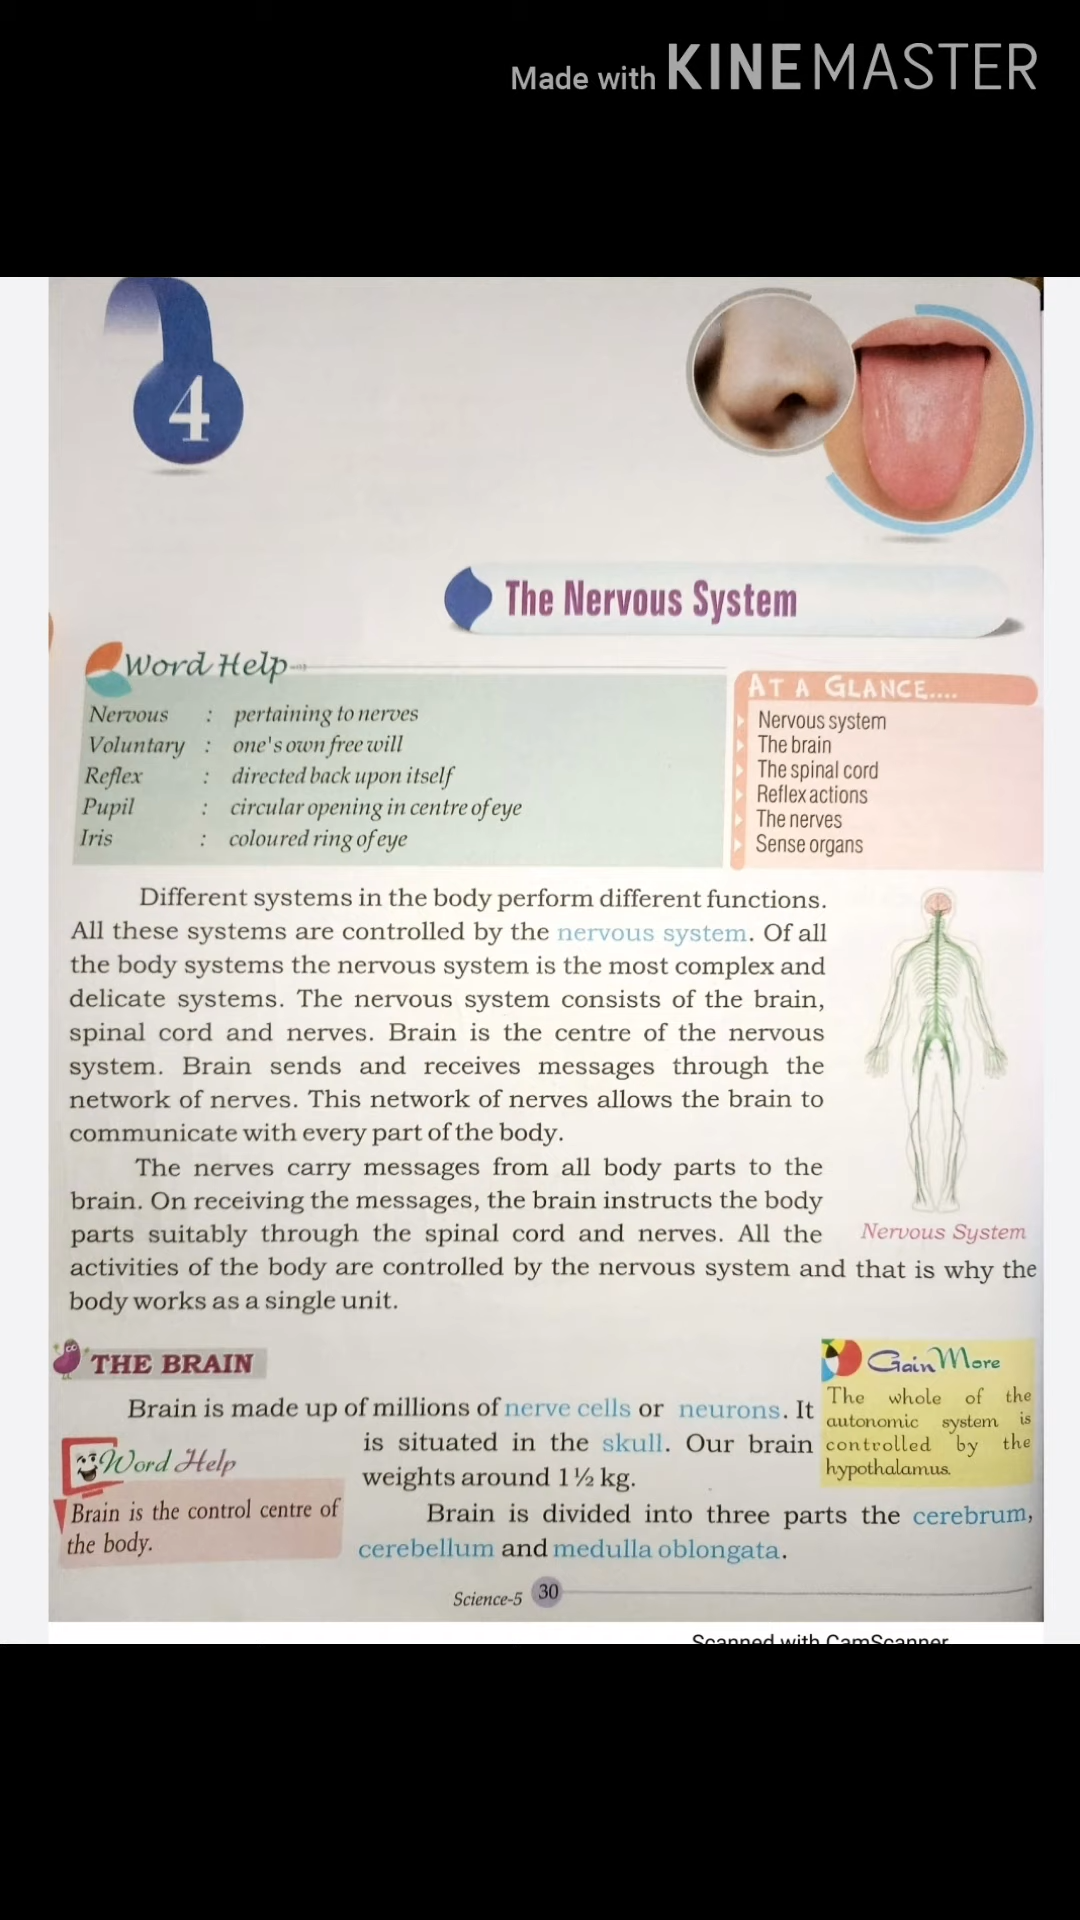 Made with KINEMASTER
4
The Nervous System
Word Help
Nervous : pertaining to nerves
Voluntary : one's own free will
Reflex : directed back upon itself
Pupil : circular opening in centre of eye
Iris : coloured ring of eye
AT A GLANCE....
Nervous system
The brain
The spinal cord
Reflex actions
The nerves
Sense organs
Different systems in the body perform different functions.
All these systems are controlled by the nervous system. Of all
the body systems the nervous system is the most complex and
delicate systems. The nervous system consists of the brain,
spinal cord and nerves. Brain is the centre of the nervous
system. Brain sends and receives messages through the
network of nerves. This network of nerves allows the brain to
communicate with every part of the body.
The nerves carry messages from all body parts to the
brain. On receiving the messages, the brain instructs the body
parts suitably through the spinal cord and nerves. All the
activities of the body are controlled by the nervous system and that is why the
body works as a single unit.
Nervous System
THE BRAIN
Brain is made up of millions of nerve cells or neurons. It
is situated in the skull. Our brain
weights around 1½ kg.
Gain More
The whole of the
autonomic system is
controlled by the
hypothalamus.
Word Help
Brain is the control centre of
the body.
Brain is divided into three parts the cerebrum,
cerebellum and medulla oblongata.
Science-5 30
Scanned with CamScanner